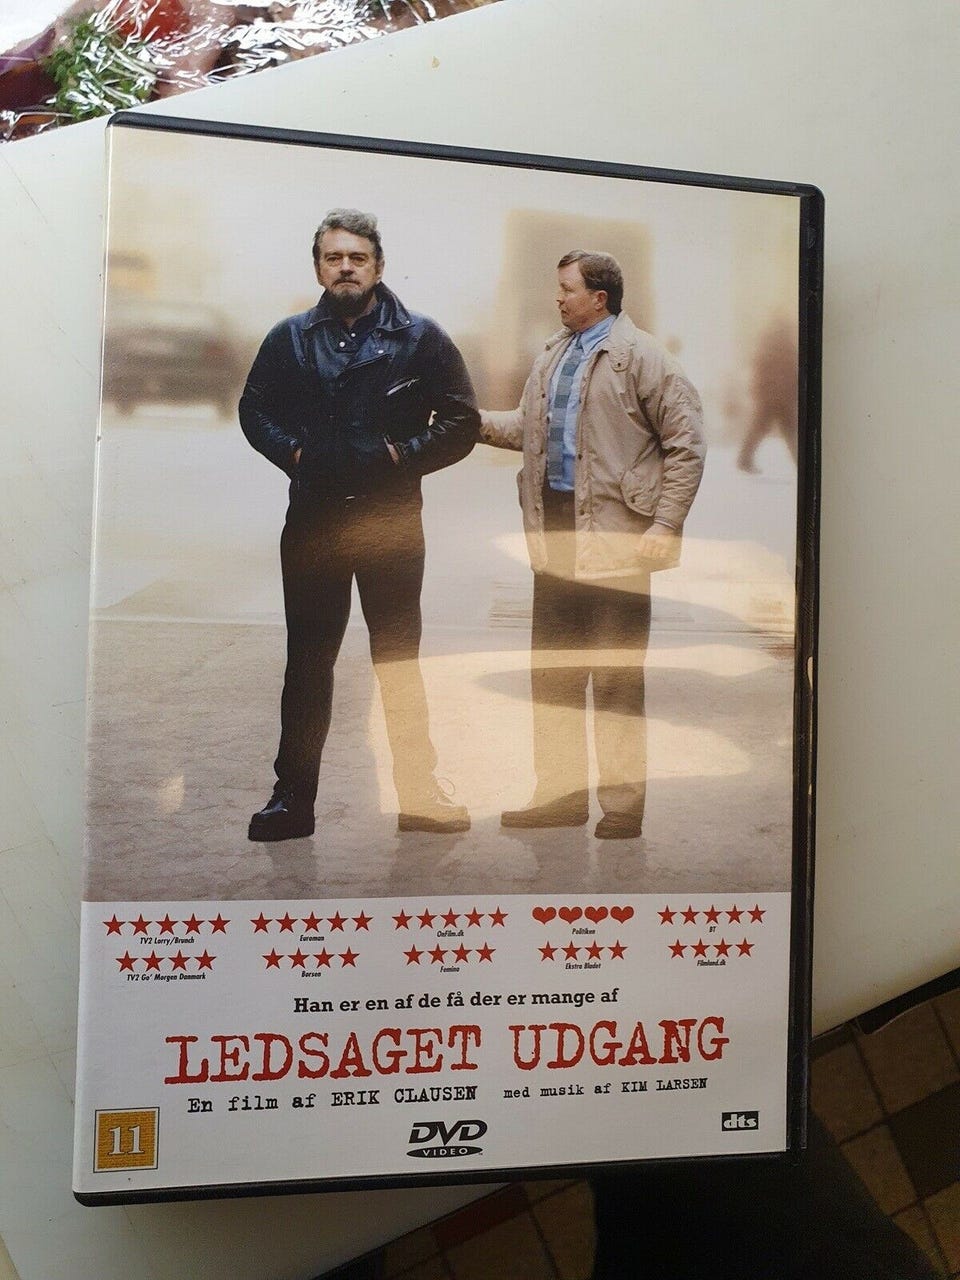 ★★★★★ ★★★★★ ★★★★★ ♥♥♥♥ ★★★★★
TV2 Lorry/Brunch Euroman OnFilm.dk Politiken BT
★★★★ ★★★★ ★★★★ ★★★★ ★★★★
TV2 Go' Morgen Danmark Børsen Femina Ekstra Bladet Filmland.dk
Han er en af de få der er mange af
LEDSAGET UDGANG
En film af ERIK CLAUSEN med musik af KIM LARSEN
11
DVD
VIDEO
dts